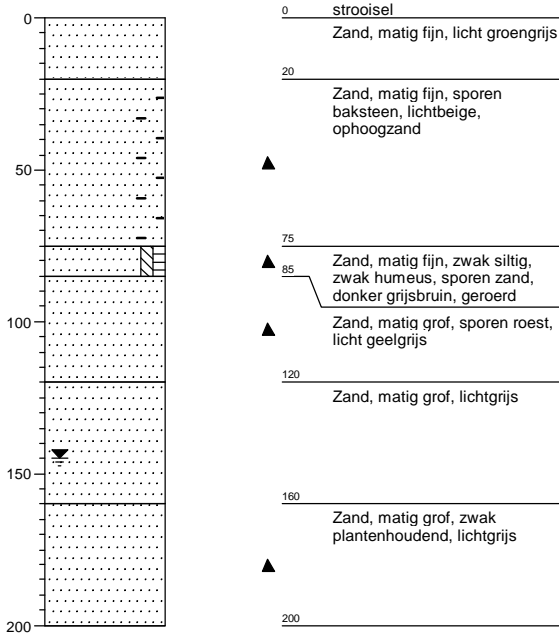 0
50
100
150
200
0
strooisel
Zand, matig fijn, licht groengrijs
20
Zand, matig fijn, sporen
baksteen, lichtbeige,
ophoogzand
75
Zand, matig fijn, zwak siltig,
zwak humeus, sporen zand,
donker grijsbruin, geroerd
85
Zand, matig grof, sporen roest,
licht geelgrijs
120
Zand, matig grof, lichtgrijs
160
Zand, matig grof, zwak
plantenhoudend, lichtgrijs
200